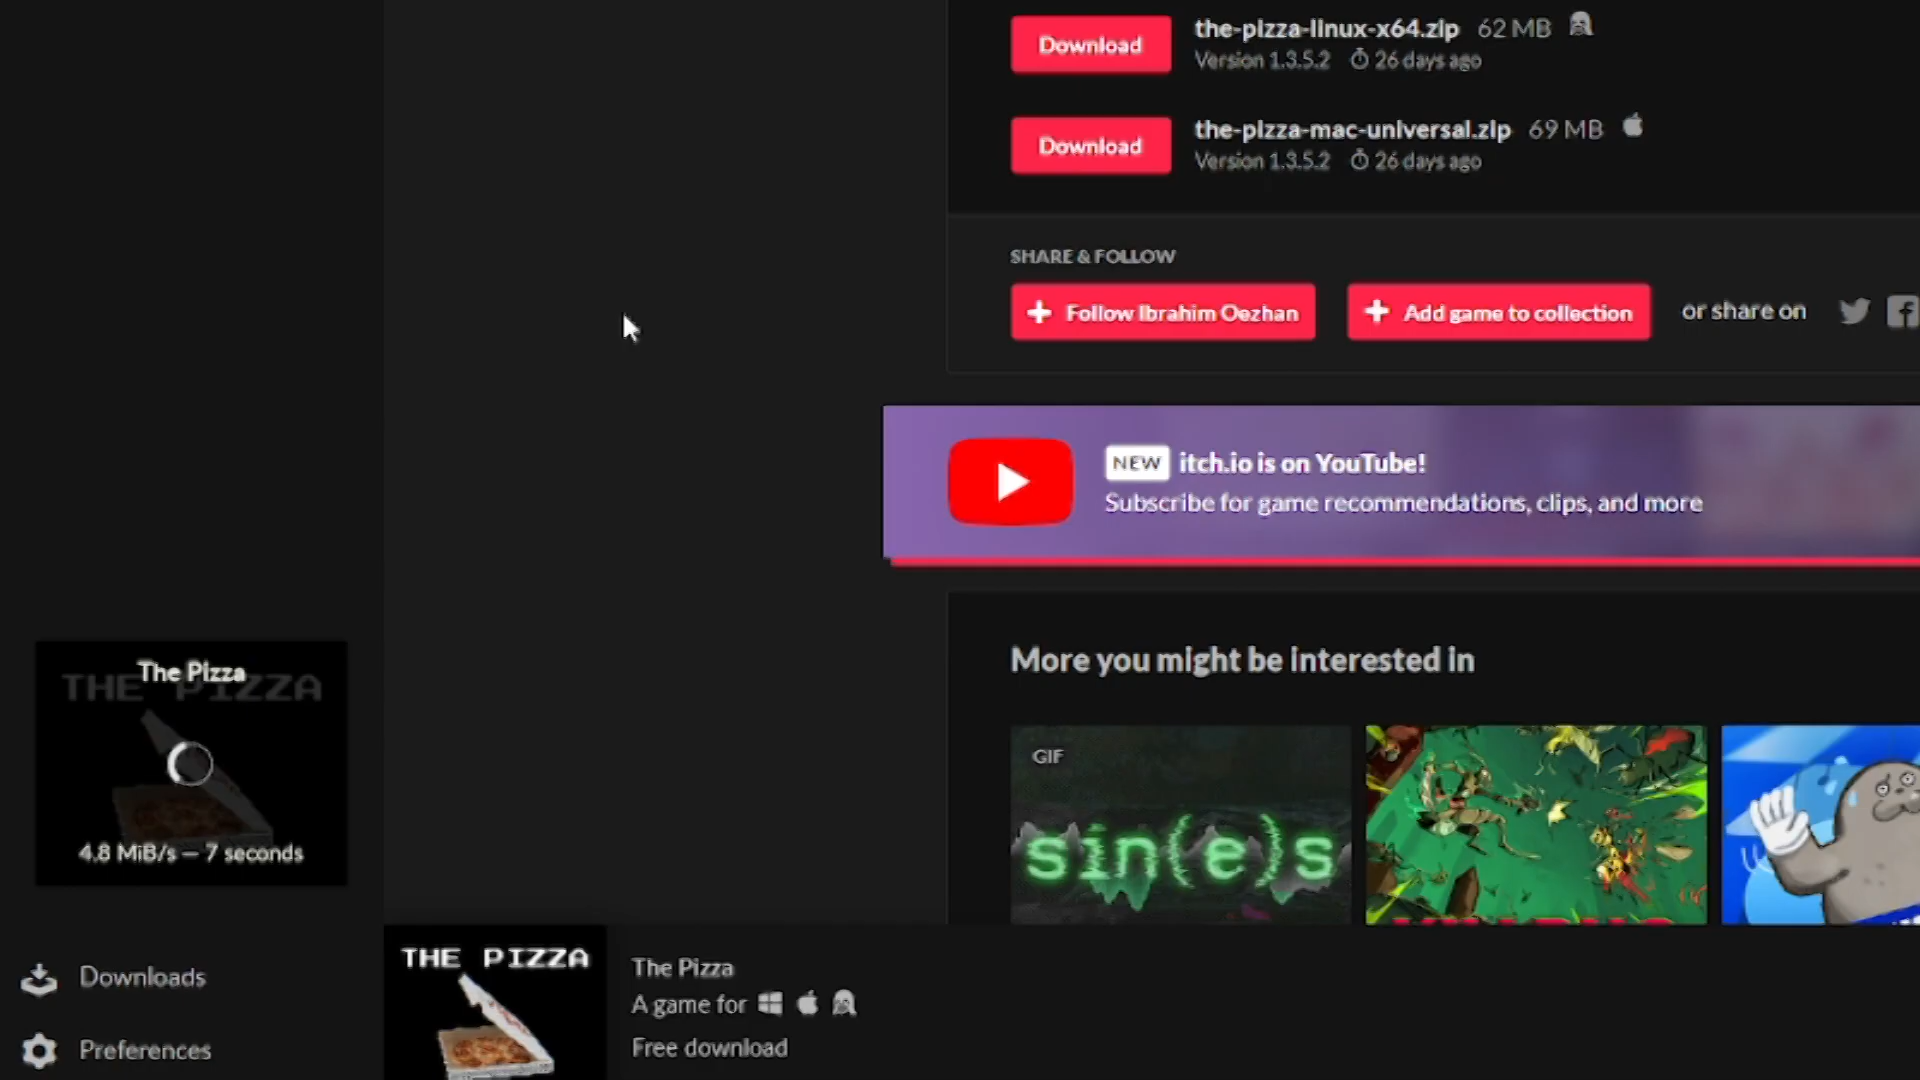 Download
the-pizza-linux-x64.zip 62 MB
Version 1.3.5.2 26 days ago
Download
the-pizza-mac-universal.zip 69 MB
Version 1.3.5.2 26 days ago
SHARE & FOLLOW
Follow Ibrahim Oezhan
Add game to collection
or share on
NEW itch.io is on YouTube!
Subscribe for game recommendations, clips, and more
More you might be interested in
GIF
sin(e)s
THE PIZZA
The Pizza
4.8 MiB/s — 7 seconds
Downloads
Preferences
THE PIZZA
The Pizza
A game for
Free download